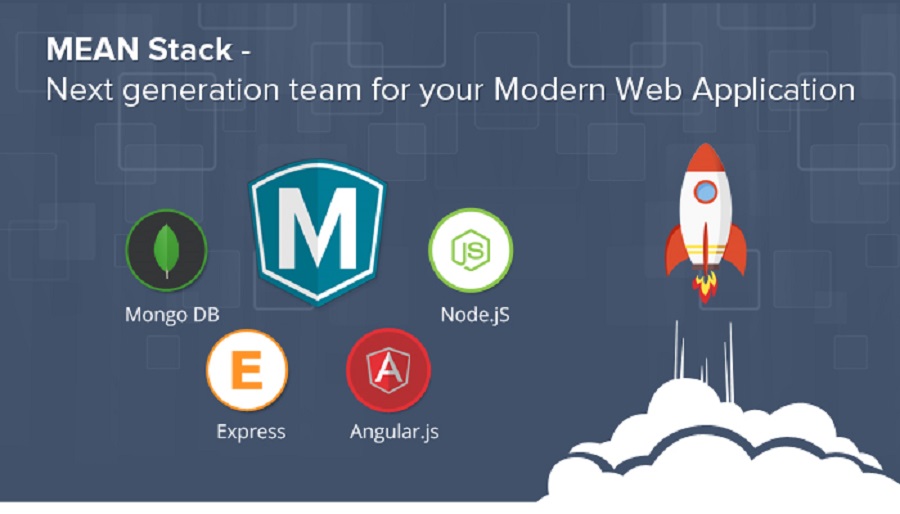 MEAN Stack -
Next generation team for your Modern Web Application
M
JS
Mongo DB
Node.jS
E
A
Express
Angular.js